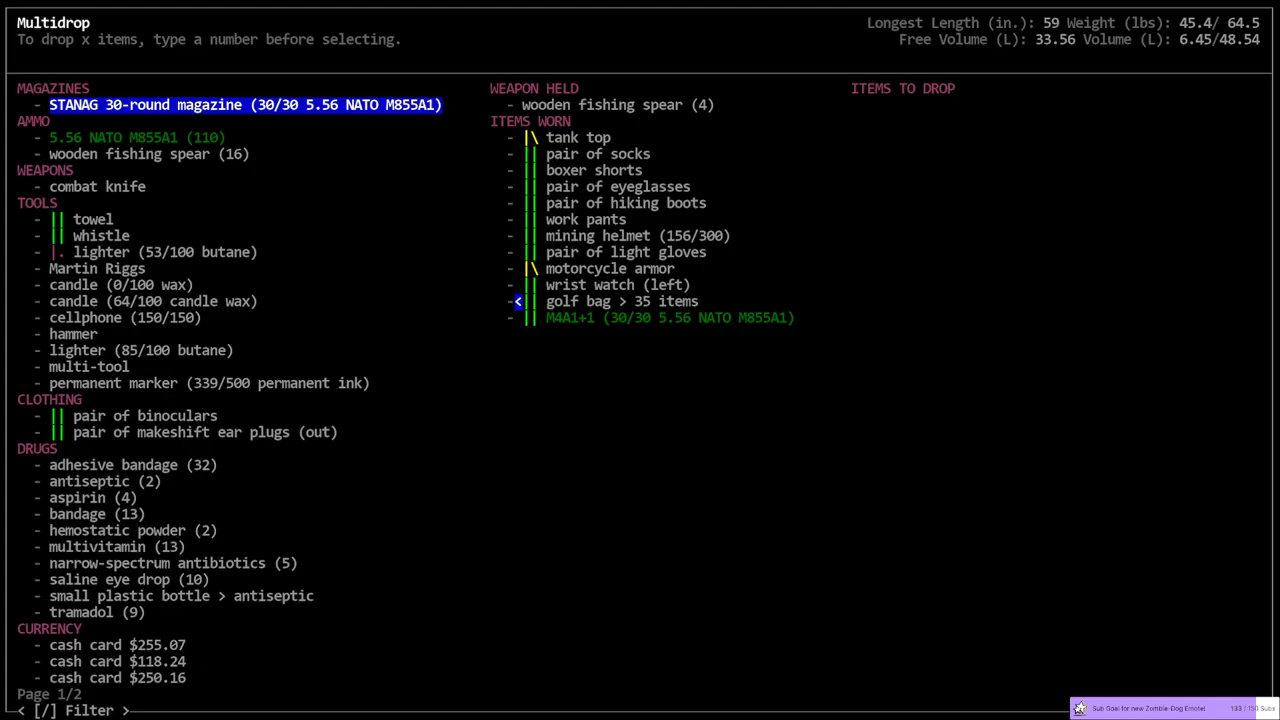 Multidrop
To drop x items, type a number before selecting.
Longest Length (in.): 59 Weight (lbs): 45.4/ 64.5
Free Volume (L): 33.56 Volume (L): 6.45/48.54
MAGAZINES
- STANAG 30-round magazine (30/30 5.56 NATO M855A1)
AMMO
- 5.56 NATO M855A1 (110)
- wooden fishing spear (16)
WEAPONS
- combat knife
TOOLS
- || towel
- || whistle
- |. lighter (53/100 butane)
- Martin Riggs
- candle (0/100 wax)
- candle (64/100 candle wax)
- cellphone (150/150)
- hammer
- lighter (85/100 butane)
- multi-tool
- permanent marker (339/500 permanent ink)
CLOTHING
- || pair of binoculars
- || pair of makeshift ear plugs (out)
DRUGS
- adhesive bandage (32)
- antiseptic (2)
- aspirin (4)
- bandage (13)
- hemostatic powder (2)
- multivitamin (13)
- narrow-spectrum antibiotics (5)
- saline eye drop (10)
- small plastic bottle > antiseptic
- tramadol (9)
CURRENCY
- cash card $255.07
- cash card $118.24
- cash card $250.16
Page 1/2
< [/] Filter >
WEAPON HELD
- wooden fishing spear (4)
ITEMS WORN
- |\ tank top
- || pair of socks
- || boxer shorts
- || pair of eyeglasses
- || pair of hiking boots
- || work pants
- || mining helmet (156/300)
- || pair of light gloves
- |\ motorcycle armor
- || wrist watch (left)
-<|| golf bag > 35 items
- || M4A1+1 (30/30 5.56 NATO M855A1)
ITEMS TO DROP
Sub Goal for new Zombie-Dog Emote! 133 / 150 Subs